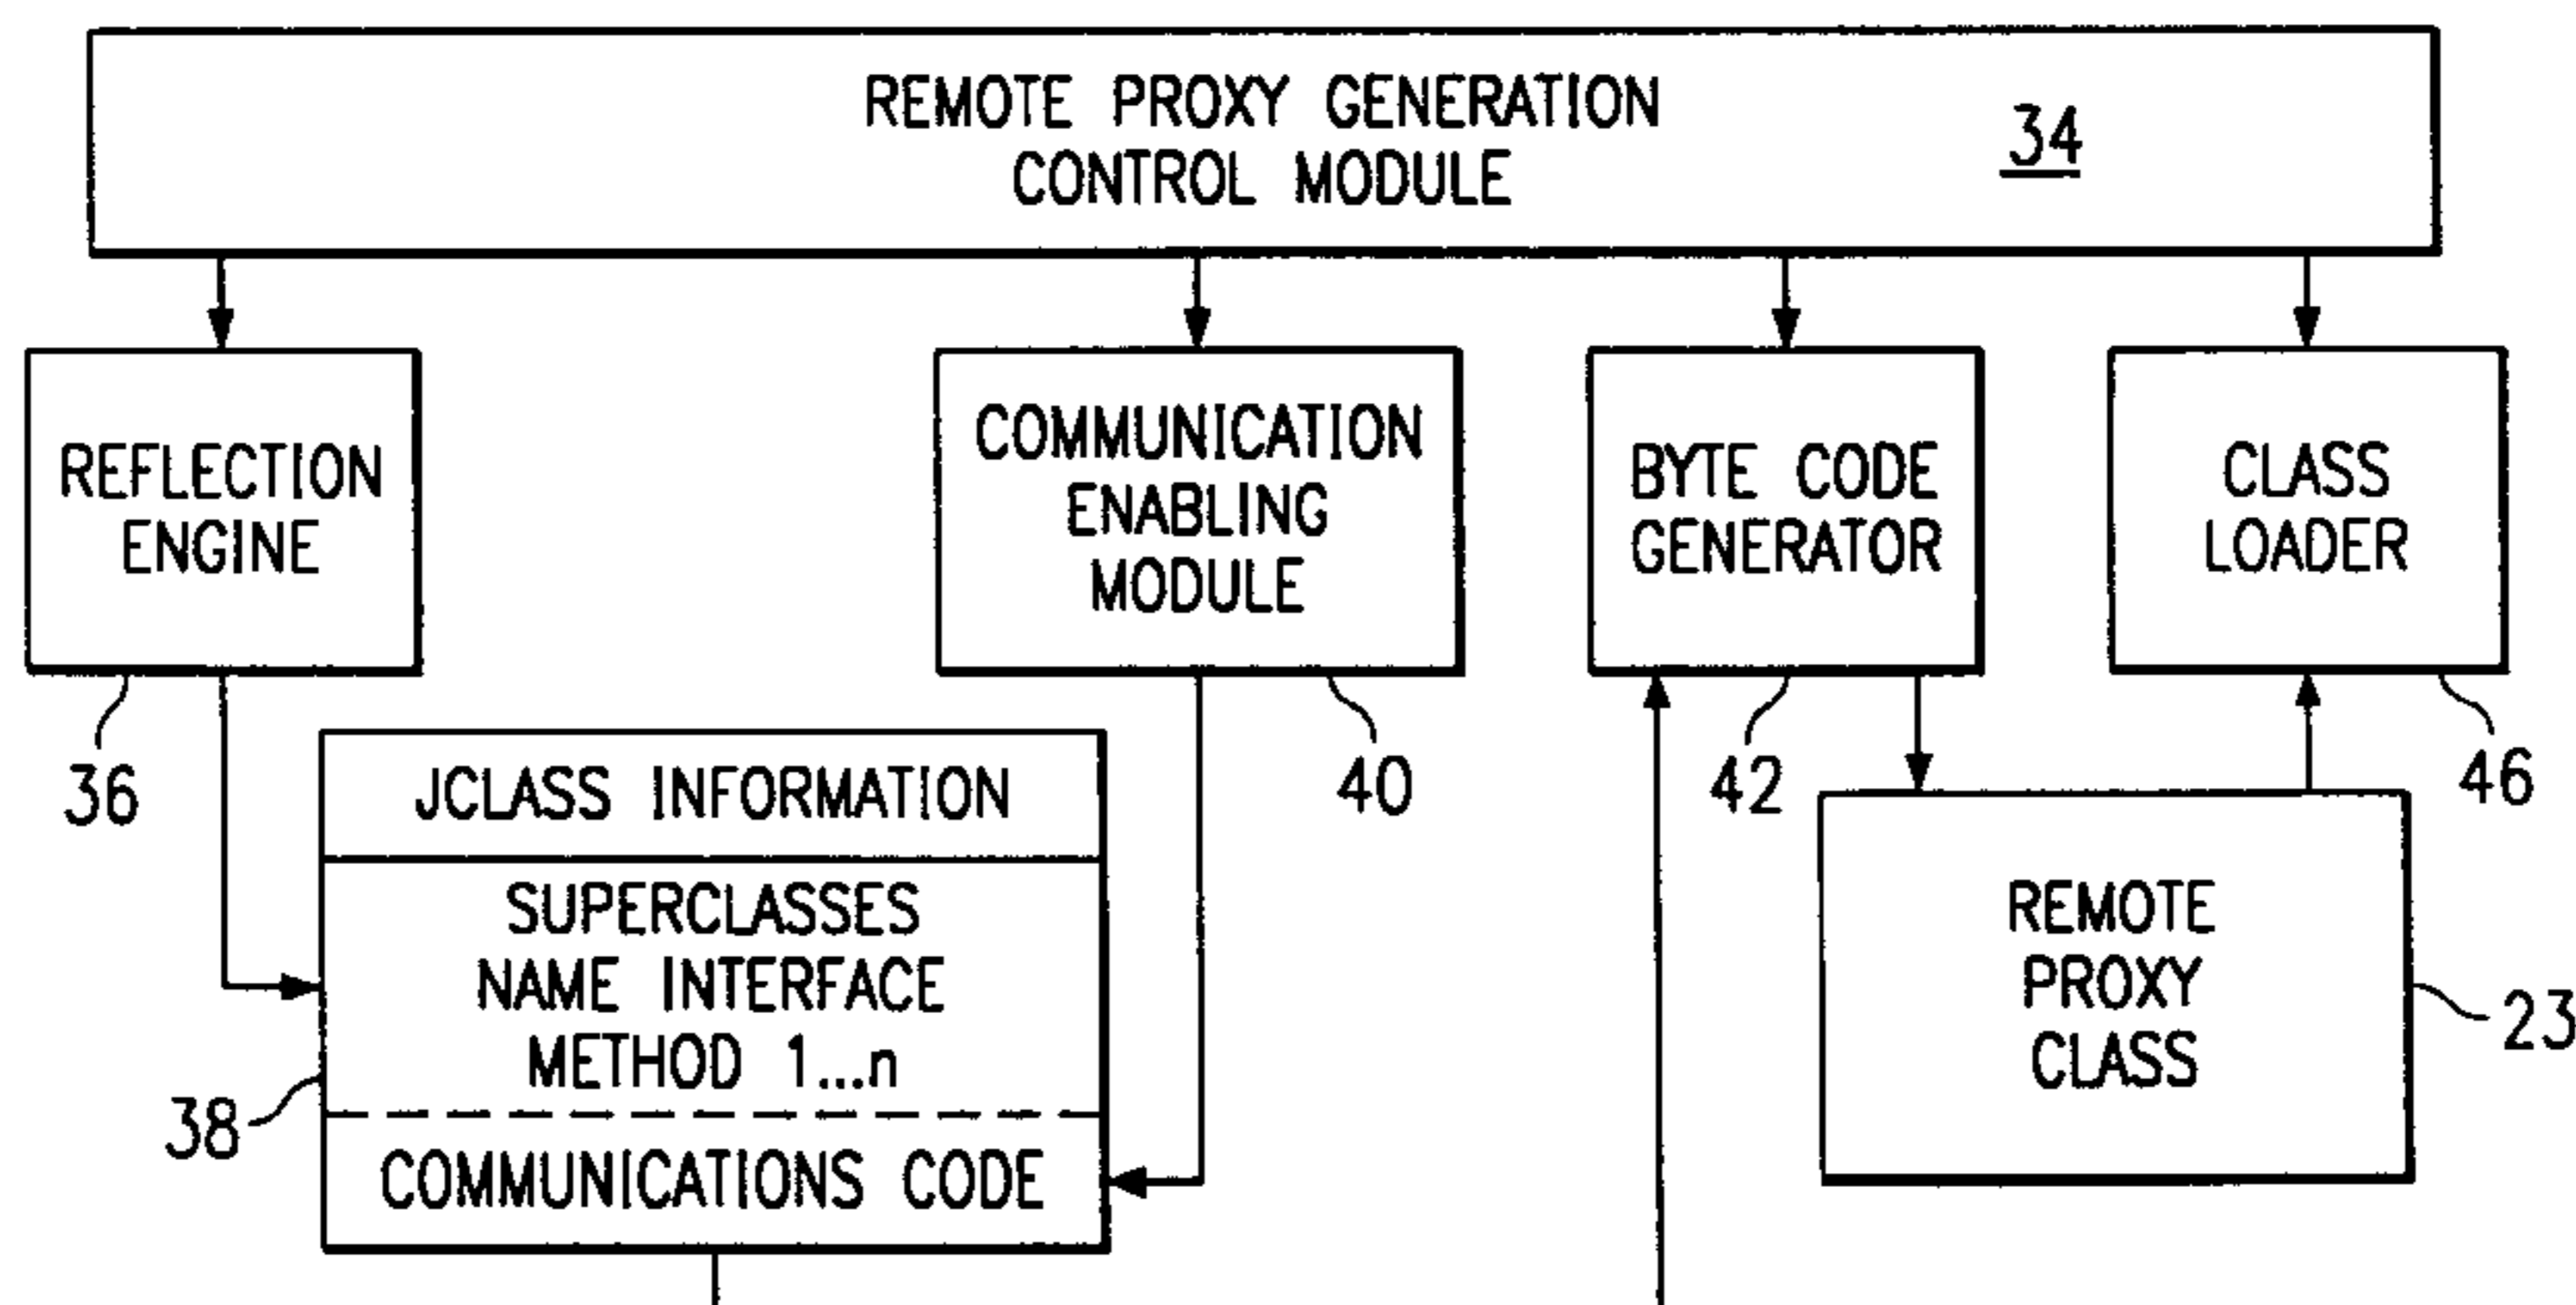 REMOTE PROXY GENERATION
CONTROL MODULE
34
REFLECTION
ENGINE
COMMUNICATION
ENABLING
MODULE
BYTE CODE
GENERATOR
CLASS
LOADER
36
40
42
46
JCLASS INFORMATION
SUPERCLASSES
NAME INTERFACE
METHOD 1...n
COMMUNICATIONS CODE
38
REMOTE
PROXY
CLASS
23